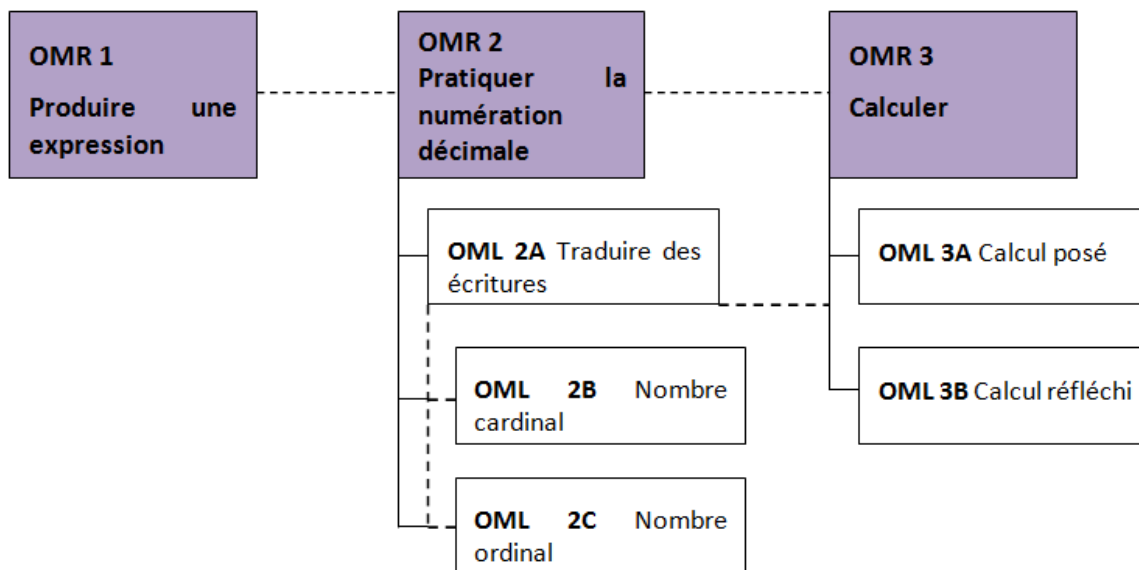 OMR 1
Produire une
expression
OMR 2
Pratiquer la
numération
décimale
OMR 3
Calculer
OML 2A Traduire des
écritures
OML 2B Nombre
cardinal
OML 2C Nombre
ordinal
OML 3A Calcul posé
OML 3B Calcul réfléchi